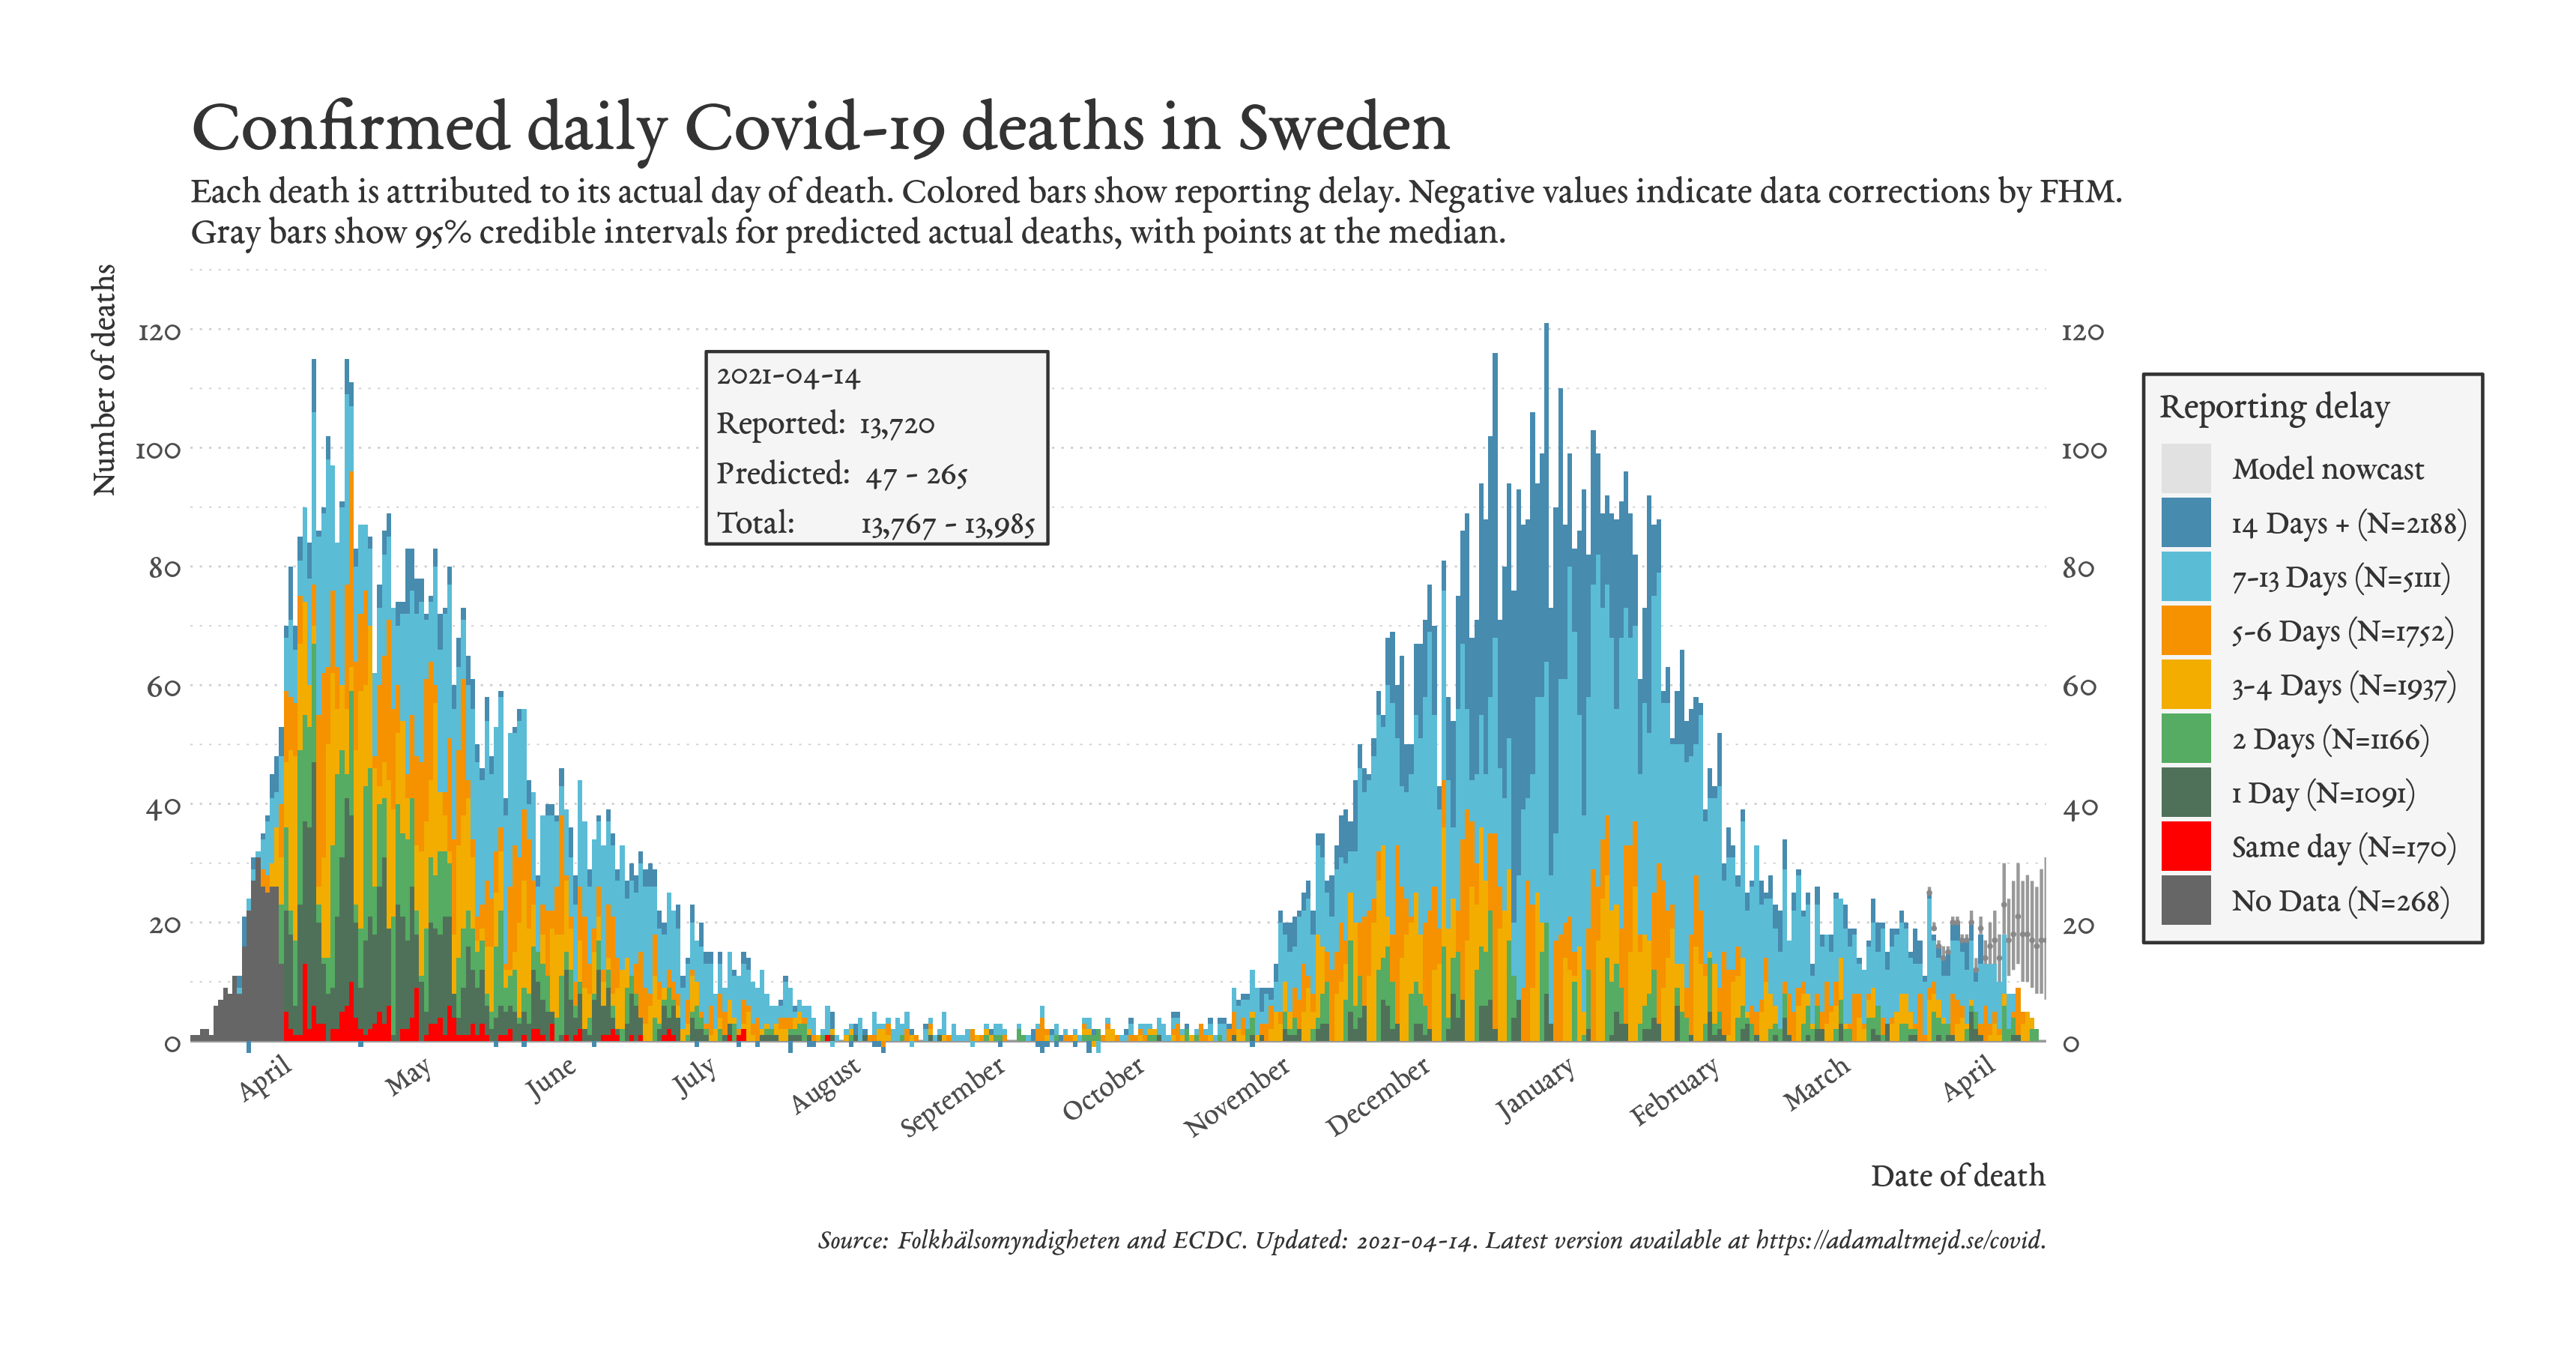 Confirmed daily Covid-19 deaths in Sweden
Each death is attributed to its actual day of death. Colored bars show reporting delay. Negative values indicate data corrections by FHM.
Gray bars show 95% credible intervals for predicted actual deaths, with points at the median.
Number of deaths
120
100
80
60
40
20
0
2021-04-14
Reported: 13,720
Predicted: 47 - 265
Total: 13,767 - 13,985
120
100
80
60
40
20
0
Reporting delay
Model nowcast
14 Days + (N=2188)
7-13 Days (N=5111)
5-6 Days (N=1752)
3-4 Days (N=1937)
2 Days (N=1166)
1 Day (N=1091)
Same day (N=170)
No Data (N=268)
April
May
June
July
August
September
October
November
December
January
February
March
April
Date of death
Source: Folkhälsomyndigheten and ECDC. Updated: 2021-04-14. Latest version available at https://adamaltmejd.se/covid.